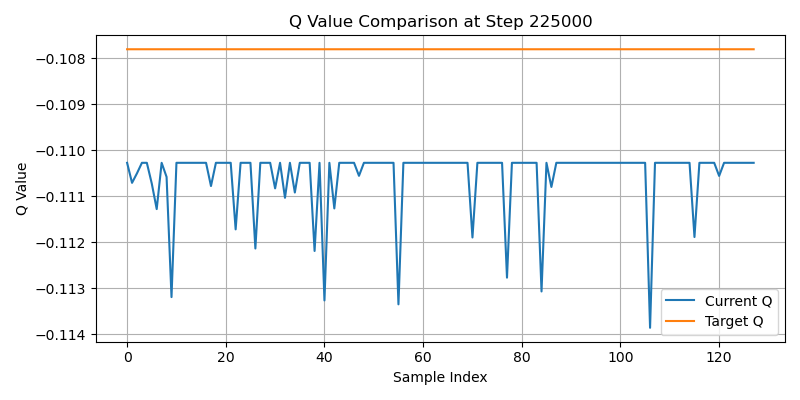 Q Value Comparison at Step 225000
Q Value
−0.108
−0.109
−0.110
−0.111
−0.112
−0.113
−0.114
0 20 40 60 80 100 120
Sample Index
Current Q
Target Q